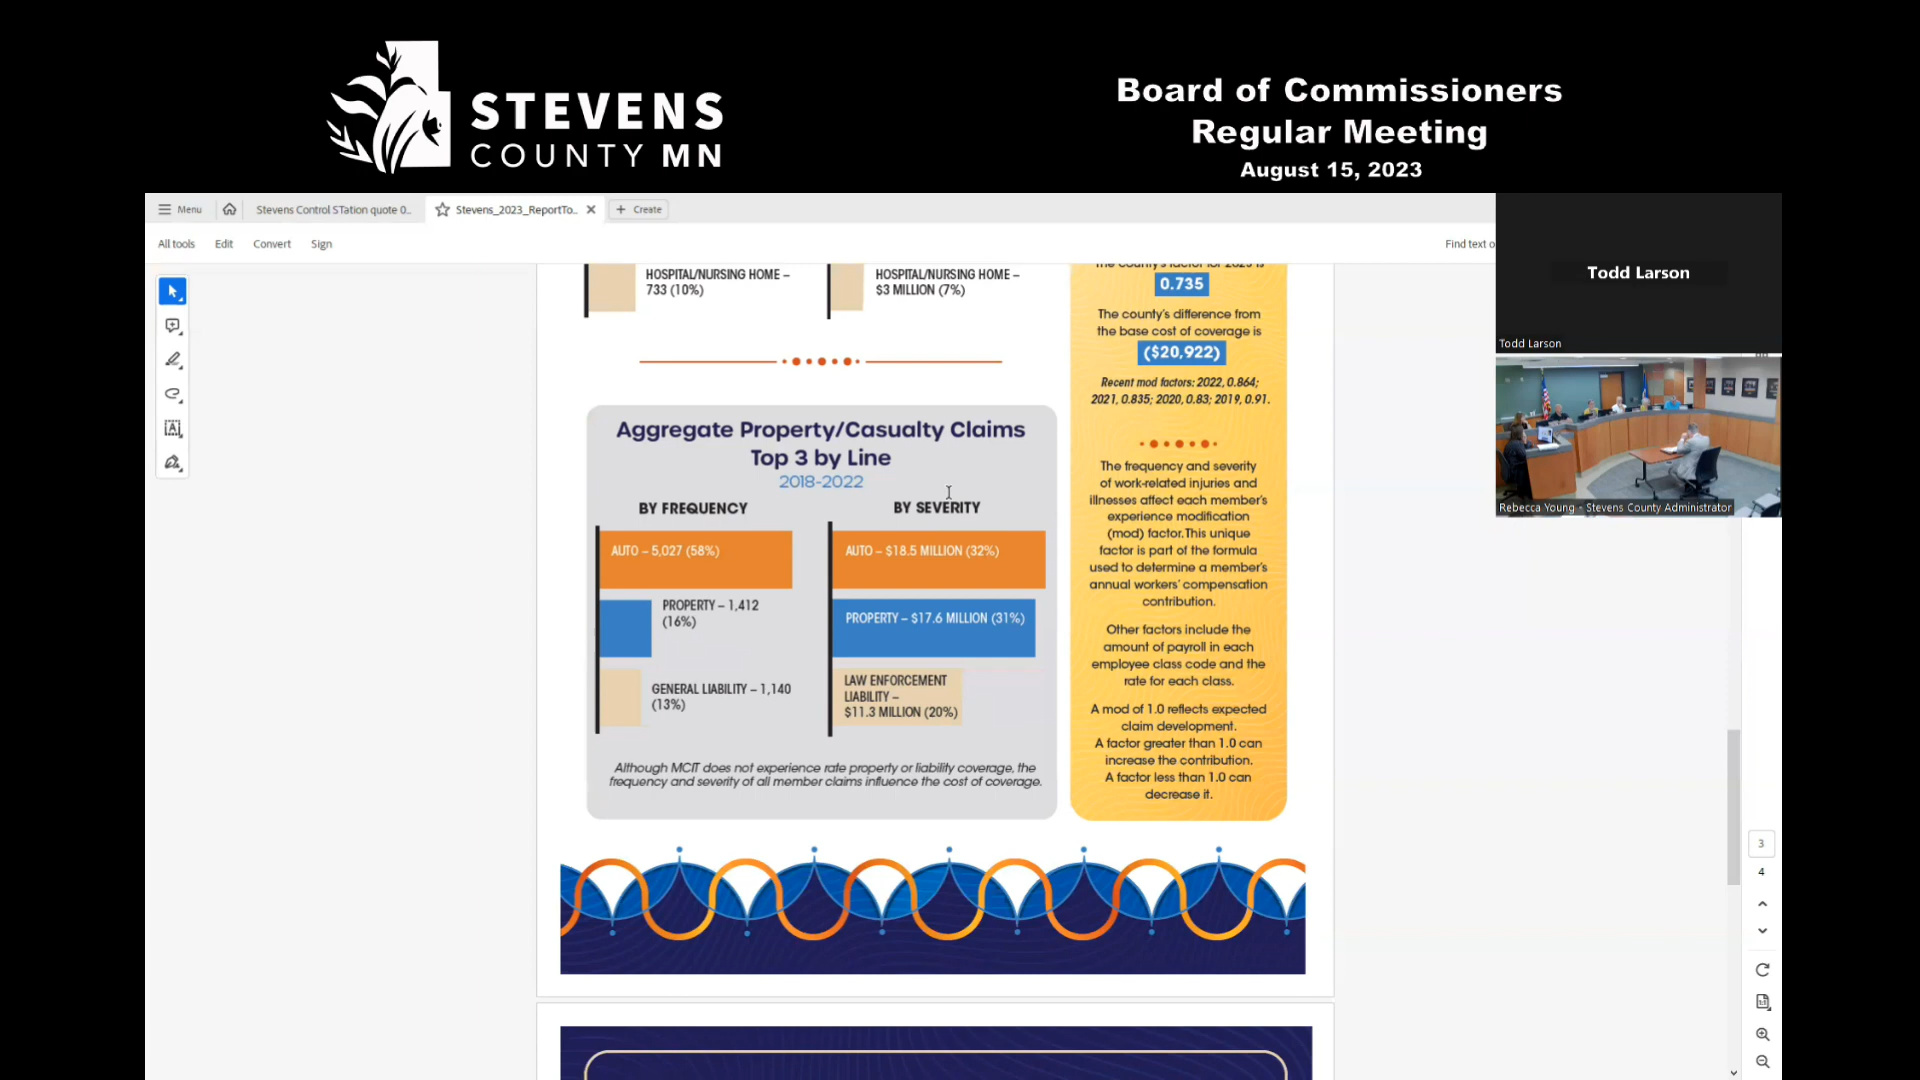 STEVENS
COUNTY MN
Board of Commissioners
Regular Meeting
August 15, 2023
Menu
Stevens Control STation quote 0...
Stevens_2023_ReportTo...
Create
All tools
Edit
Convert
Sign
Find text o
HOSPITAL/NURSING HOME –
733 (10%)
HOSPITAL/NURSING HOME –
$3 MILLION (7%)
The county's factor for 2023 is
0.735
The county's difference from
the base cost of coverage is
($20,922)
Recent mod factors: 2022, 0.864;
2021, 0.835; 2020, 0.83; 2019, 0.91.
Aggregate Property/Casualty Claims
Top 3 by Line
2018-2022
BY FREQUENCY
AUTO – 5,027 (58%)
PROPERTY – 1,412
(16%)
GENERAL LIABILITY – 1,140
(13%)
BY SEVERITY
AUTO – $18.5 MILLION (32%)
PROPERTY – $17.6 MILLION (31%)
LAW ENFORCEMENT
LIABILITY –
$11.3 MILLION (20%)
Although MCIT does not experience rate property or liability coverage, the
frequency and severity of all member claims influence the cost of coverage.
The frequency and severity
of work-related injuries and
illnesses affect each member's
experience modification
(mod) factor. This unique
factor is part of the formula
used to determine a member's
annual workers' compensation
contribution.
Other factors include the
amount of payroll in each
employee class code and the
rate for each class.
A mod of 1.0 reflects expected
claim development.
A factor greater than 1.0 can
increase the contribution.
A factor less than 1.0 can
decrease it.
Todd Larson
Todd Larson
Rebecca Young - Stevens County Administrator
3
4